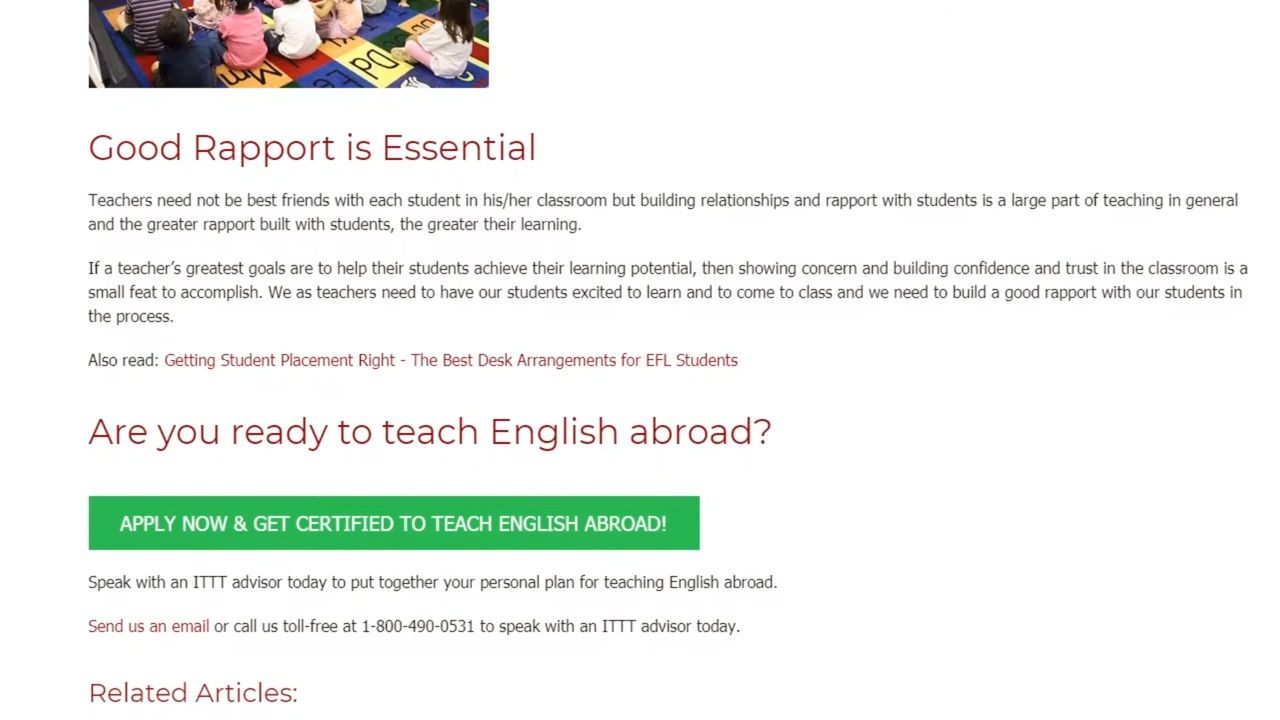 Mm
Dd
Good Rapport is Essential
Teachers need not be best friends with each student in his/her classroom but building relationships and rapport with students is a large part of teaching in general
and the greater rapport built with students, the greater their learning.
If a teacher’s greatest goals are to help their students achieve their learning potential, then showing concern and building confidence and trust in the classroom is a
small feat to accomplish. We as teachers need to have our students excited to learn and to come to class and we need to build a good rapport with our students in
the process.
Also read: Getting Student Placement Right - The Best Desk Arrangements for EFL Students
Are you ready to teach English abroad?
APPLY NOW & GET CERTIFIED TO TEACH ENGLISH ABROAD!
Speak with an ITTT advisor today to put together your personal plan for teaching English abroad.
Send us an email or call us toll-free at 1-800-490-0531 to speak with an ITTT advisor today.
Related Articles: